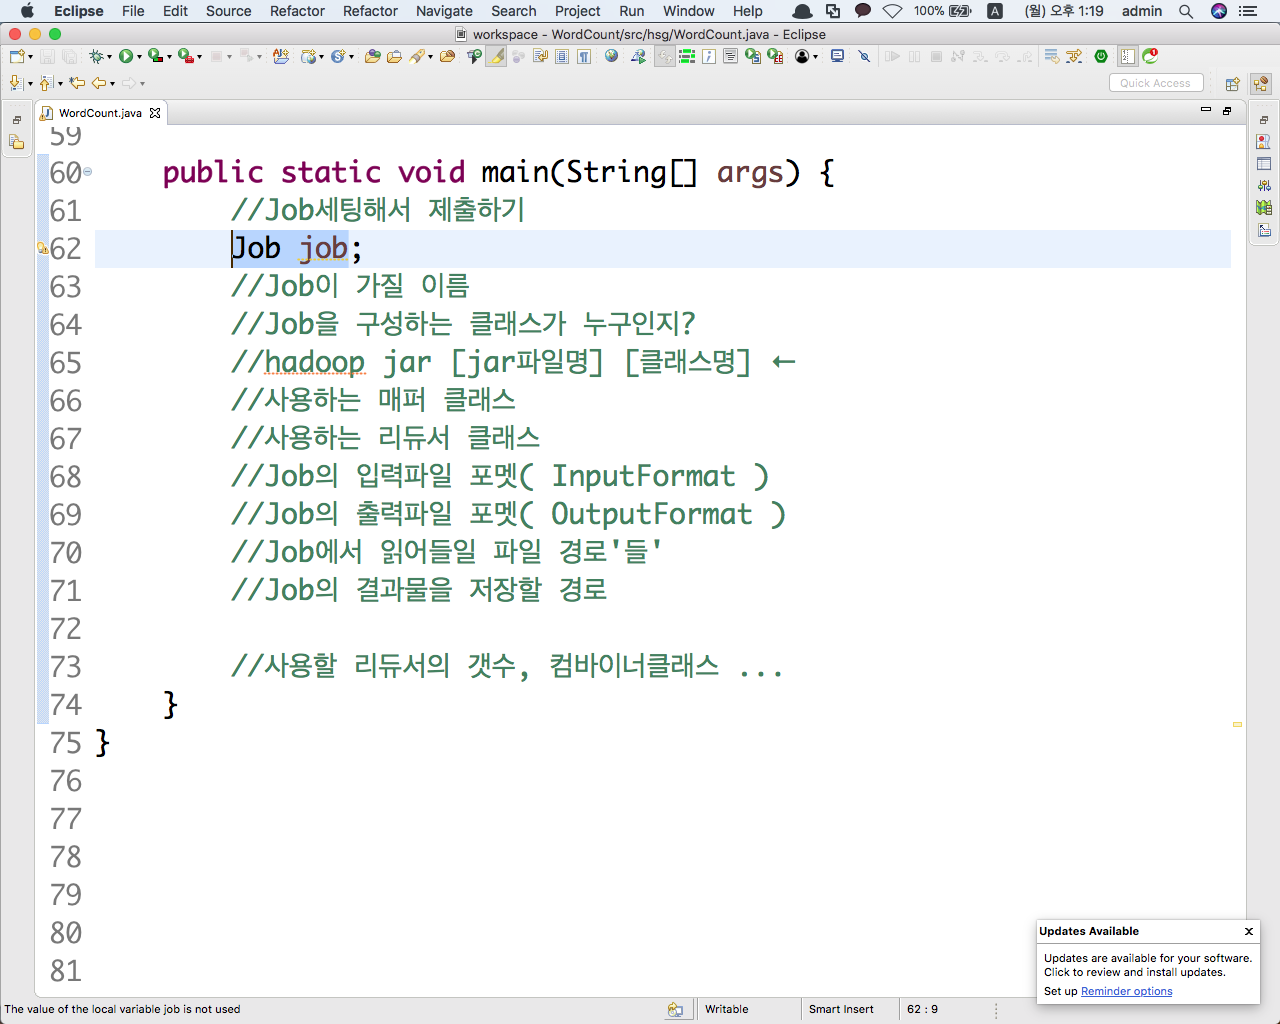 Eclipse File Edit Source Refactor Refactor Navigate Search Project Run Window Help 100% A (월) 오후 1:19 admin
workspace - WordCount/src/hsg/WordCount.java - Eclipse
Quick Access
WordCount.java
59
60 public static void main(String[] args) {
61 //Job세팅해서 제출하기
62 Job job;
63 //Job이 가질 이름
64 //Job을 구성하는 클래스가 누구인지?
65 //hadoop jar [jar파일명] [클래스명] ←
66 //사용하는 매퍼 클래스
67 //사용하는 리듀서 클래스
68 //Job의 입력파일 포멧( InputFormat )
69 //Job의 출력파일 포멧( OutputFormat )
70 //Job에서 읽어들일 파일 경로'들'
71 //Job의 결과물을 저장할 경로
72
73 //사용할 리듀서의 갯수, 컴바이너클래스 ...
74 }
75 }
76
77
78
79
80
81
Updates Available
Updates are available for your software.
Click to review and install updates.
Set up Reminder options
The value of the local variable job is not used Writable Smart Insert 62 : 9